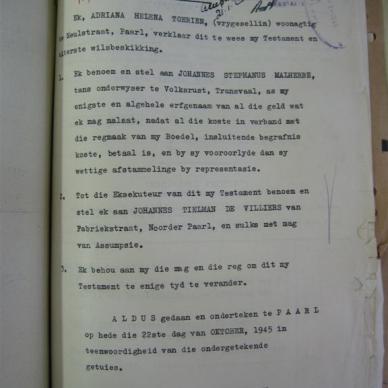 Ek, ADRIANA HELENA TOERIEN, (vrygesellin) woonagtig
te Meulstraat, Paarl, verklaar dit te wees my Testament en
uiterste wilsbeskikking.
1. Ek benoem en stel aan JOHANNES STEPHANUS MALHERBE,
tans onderwyser te Volksrust, Transvaal, as my
enigste en algehele erfgenaam van al die geld wat
ek mag nalaat, nadat al die koste in verband met
die regmaak van my Boedel, insluitende begrafnis
koste, betaal is, en by sy vooroorlyde dan sy
wettige afstammelinge by representasie.
2. Tot die Eksekuteur van dit my Testament benoem en
stel ek aan JOHANNES TIELMAN DE VILLIERS van
Fabriekstraat, Noorder Paarl, en sulks met mag
van Assumpsie.
3. Ek behou aan my die mag en die reg om dit my
Testament te enige tyd te verander.
ALDUS gedaan en onderteken te PAARL
op hede die 22ste dag van OKTOBER, 1945 in
teenwoordigheid van die ondergetekende
getuies.